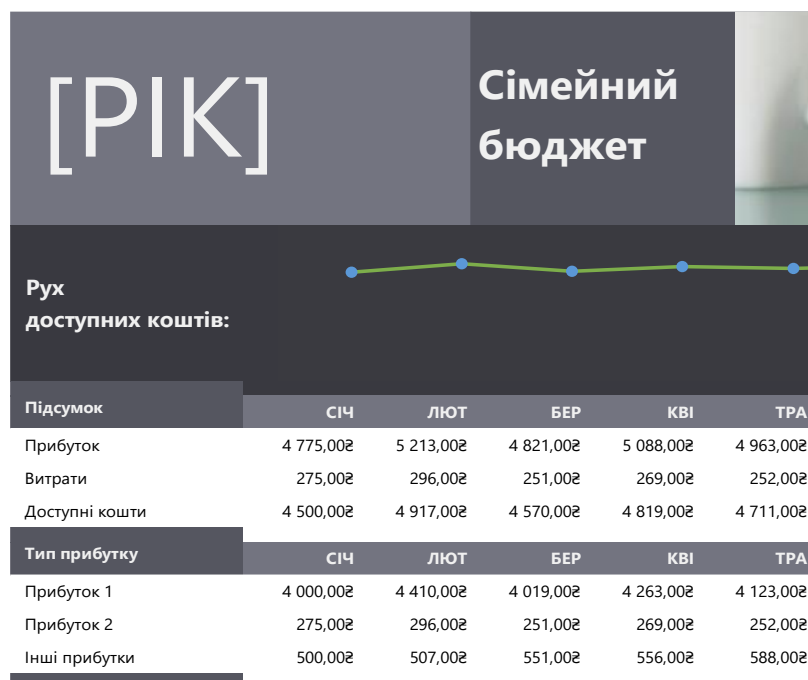 [РІК]
Сімейний
бюджет
Рух
доступних коштів:
Підсумок СІЧ ЛЮТ БЕР КВІ ТРА
Прибуток 4 775,00₴ 5 213,00₴ 4 821,00₴ 5 088,00₴ 4 963,00₴
Витрати 275,00₴ 296,00₴ 251,00₴ 269,00₴ 252,00₴
Доступні кошти 4 500,00₴ 4 917,00₴ 4 570,00₴ 4 819,00₴ 4 711,00₴
Тип прибутку СІЧ ЛЮТ БЕР КВІ ТРА
Прибуток 1 4 000,00₴ 4 410,00₴ 4 019,00₴ 4 263,00₴ 4 123,00₴
Прибуток 2 275,00₴ 296,00₴ 251,00₴ 269,00₴ 252,00₴
Інші прибутки 500,00₴ 507,00₴ 551,00₴ 556,00₴ 588,00₴